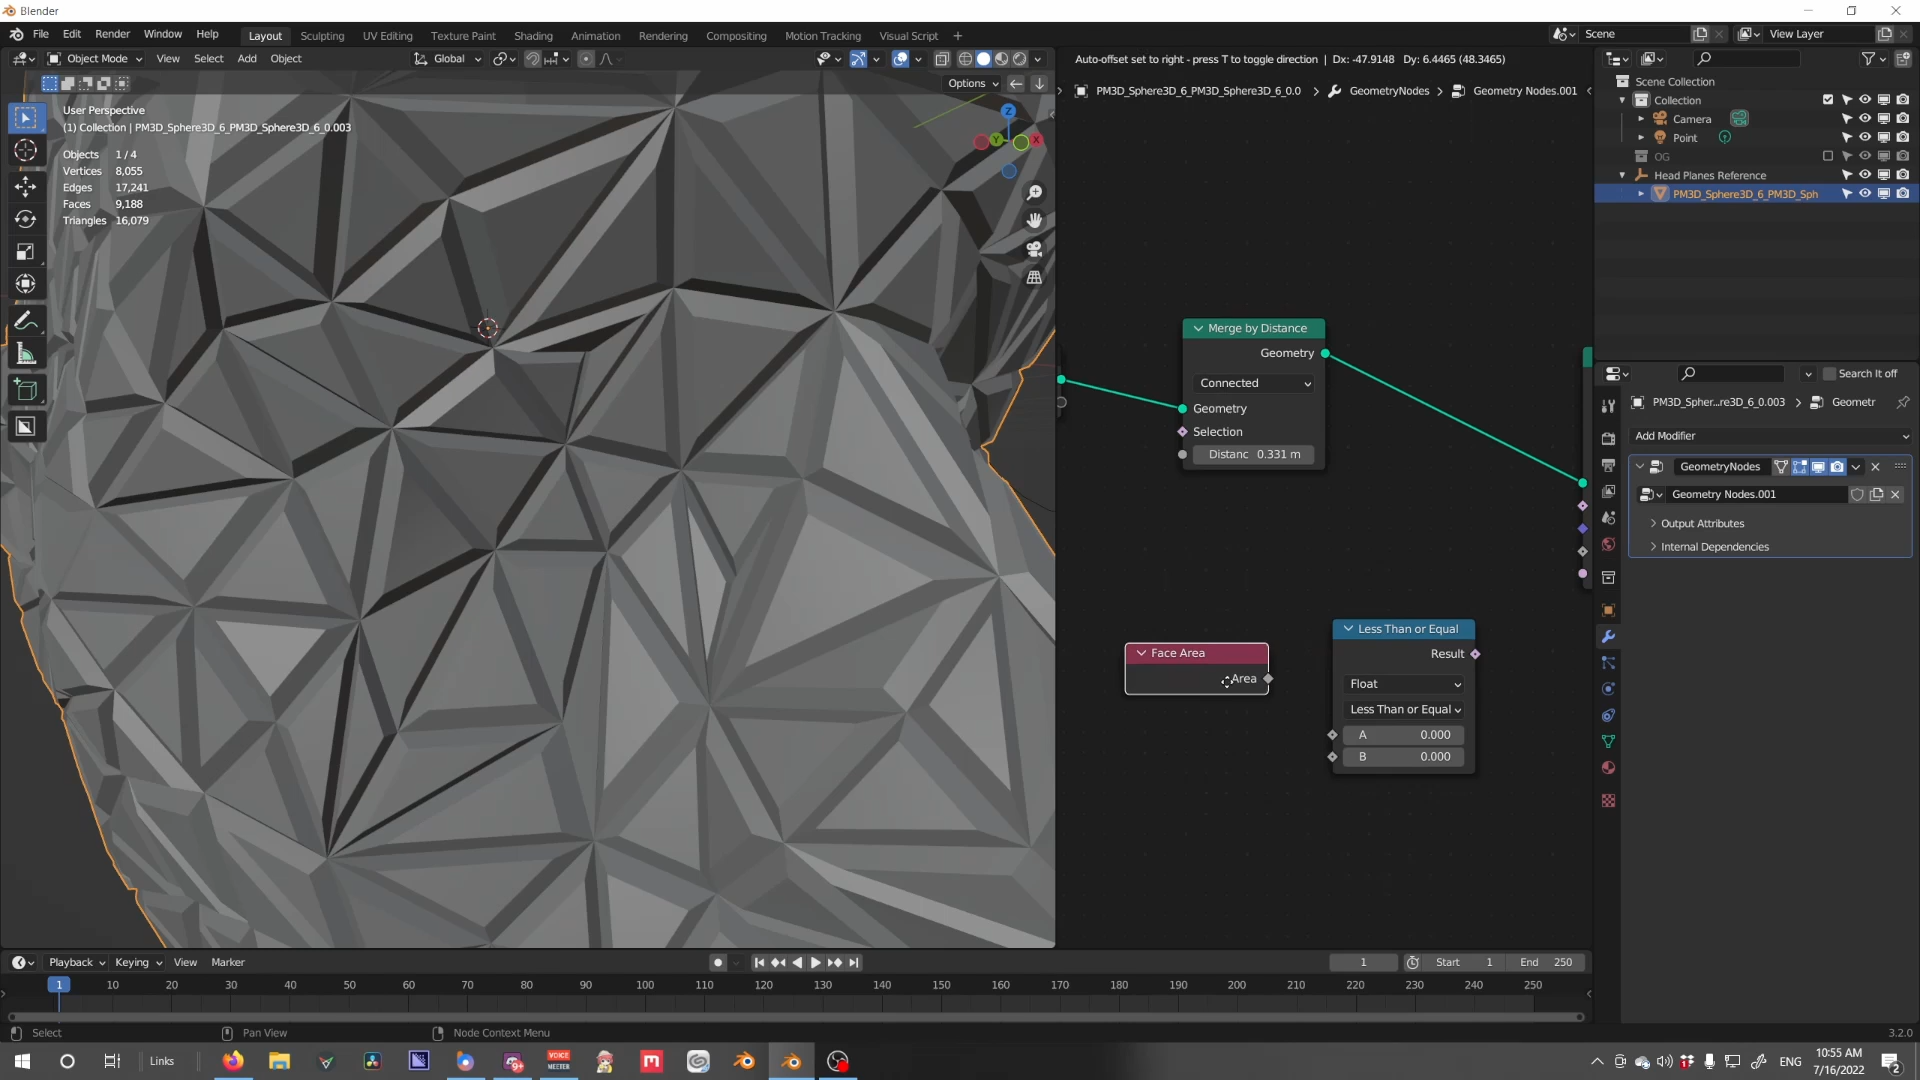 Blender
File Edit Render Window Help Layout Sculpting UV Editing Texture Paint Shading Animation Rendering Compositing Motion Tracking Visual Script + Scene View Layer
Object Mode View Select Add Object Global
Auto-offset set to right - press T to toggle direction | Dx: -47.9148 Dy: 6.4465 (48.3465)
Options
PM3D_Sphere3D_6_PM3D_Sphere3D_6_0.0 > GeometryNodes > Geometry Nodes.001
User Perspective
(1) Collection | PM3D_Sphere3D_6_PM3D_Sphere3D_6_0.003
Objects 1 / 4
Vertices 8,055
Edges 17,241
Faces 9,188
Triangles 16,079
Z
Y
X
Merge by Distance
Geometry
Connected
Geometry
Selection
Distanc 0.331 m
Face Area
Area
Less Than or Equal
Result
Float
Less Than or Equal
A 0.000
B 0.000
Scene Collection
Collection
Camera
Point
OG
Head Planes Reference
PM3D_Sphere3D_6_PM3D_Sph
Search It off
PM3D_Spher...re3D_6_0.003 > Geometr
Add Modifier
GeometryNodes
Geometry Nodes.001
Output Attributes
Internal Dependencies
Playback Keying View Marker 1 Start 1 End 250
1 10 20 30 40 50 60 70 80 90 100 110 120 130 140 150 160 170 180 190 200 210 220 230 240 250
Select Pan View Node Context Menu 3.2.0
Links
9+
VOICE
MEETER
ENG
10:55 AM
7/16/2022
2